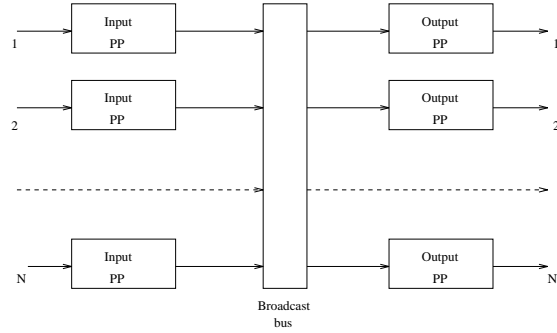 Input Output
1 PP PP 1
Input Output
2 PP PP 2
Input Output
N PP PP N
Broadcast
bus